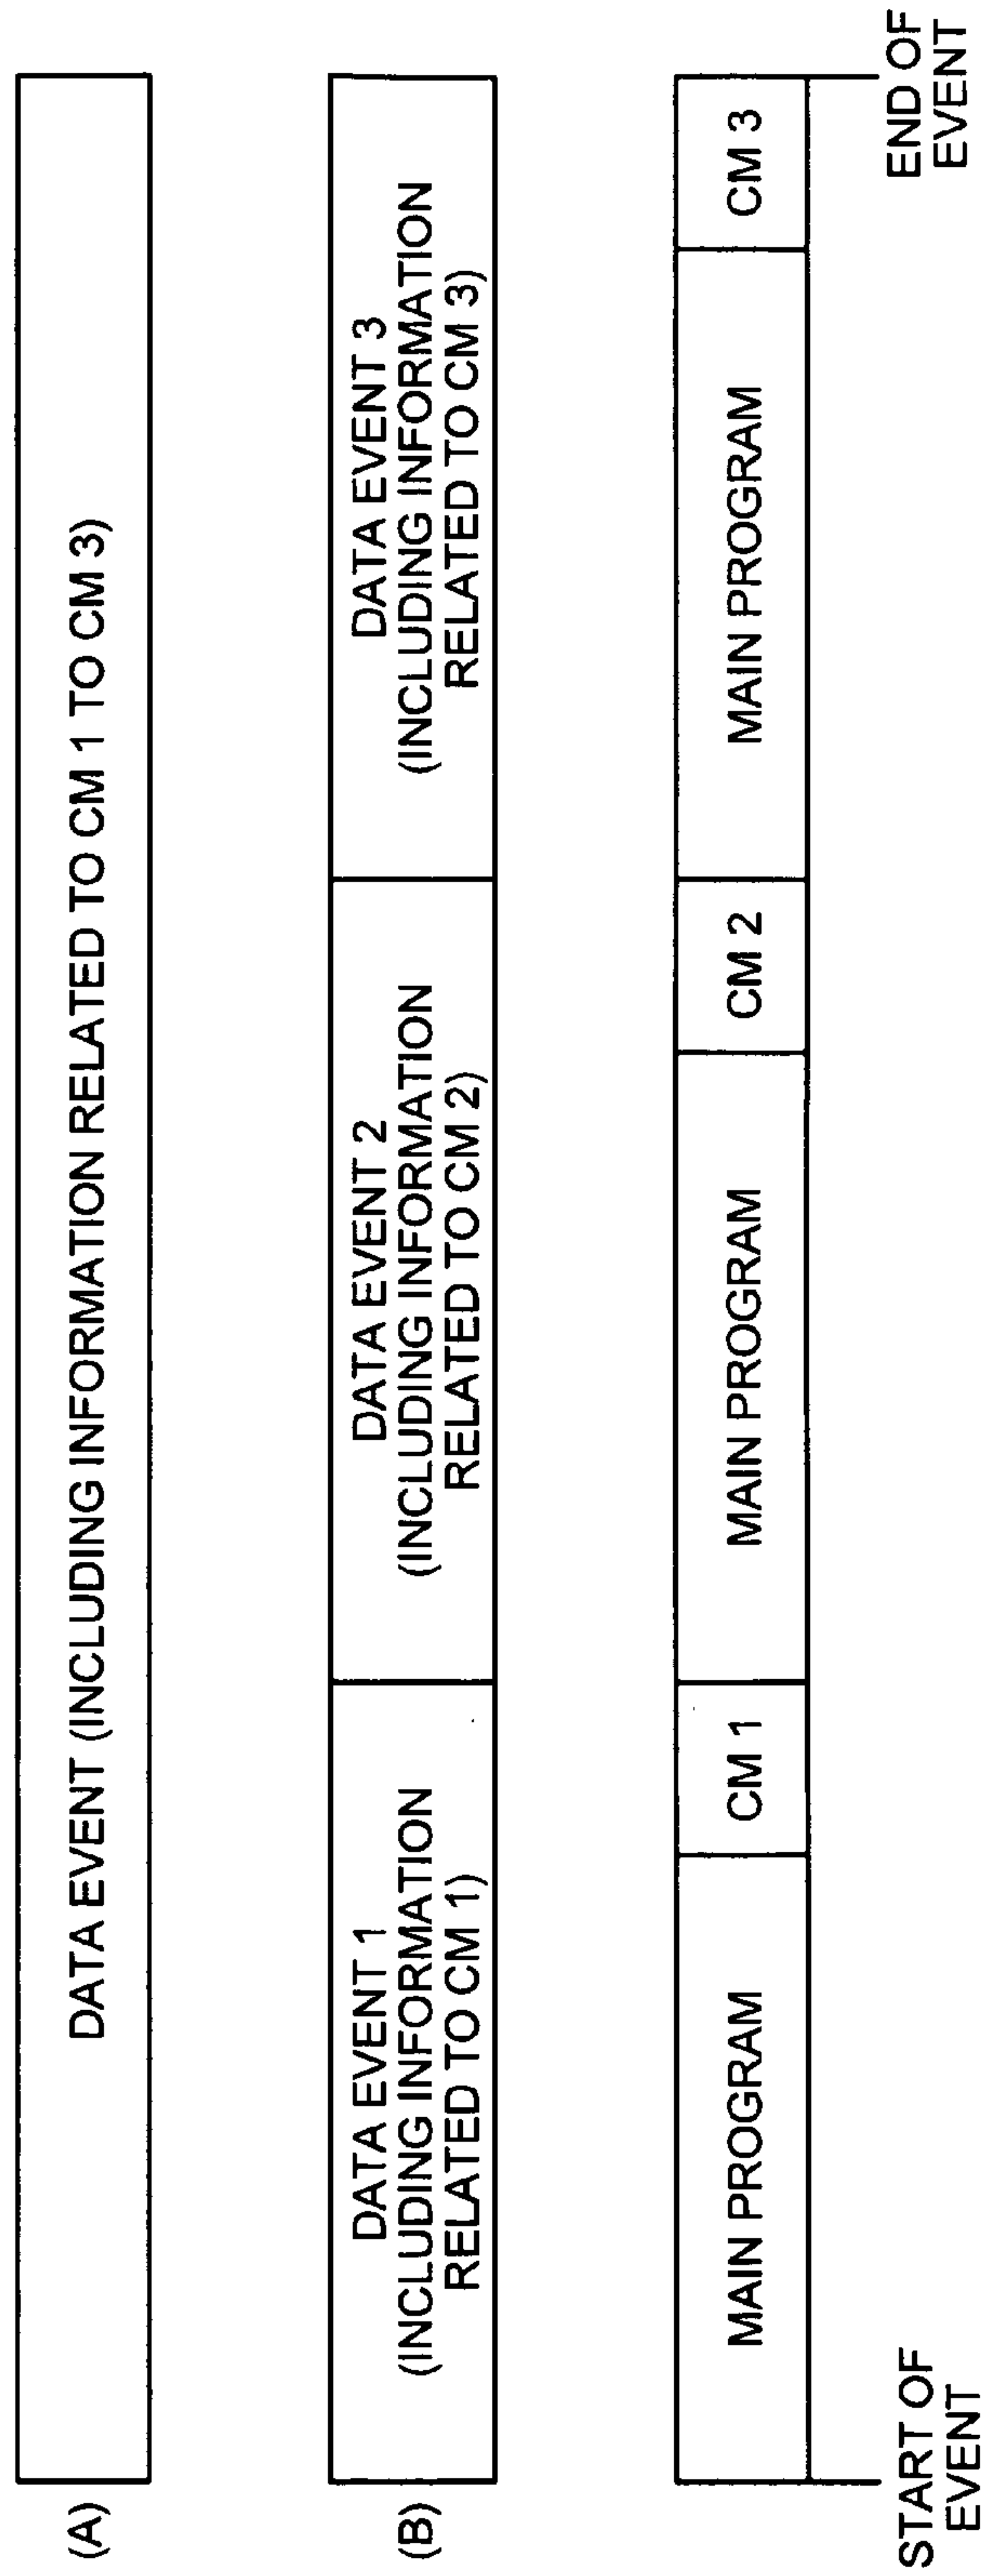 (A)
DATA EVENT (INCLUDING INFORMATION RELATED TO CM 1 TO CM 3)
(B)
DATA EVENT 1
(INCLUDING INFORMATION
RELATED TO CM 1)
DATA EVENT 2
(INCLUDING INFORMATION
RELATED TO CM 2)
DATA EVENT 3
(INCLUDING INFORMATION
RELATED TO CM 3)
MAIN PROGRAM
CM 1
MAIN PROGRAM
CM 2
MAIN PROGRAM
CM 3
START OF
EVENT
END OF
EVENT